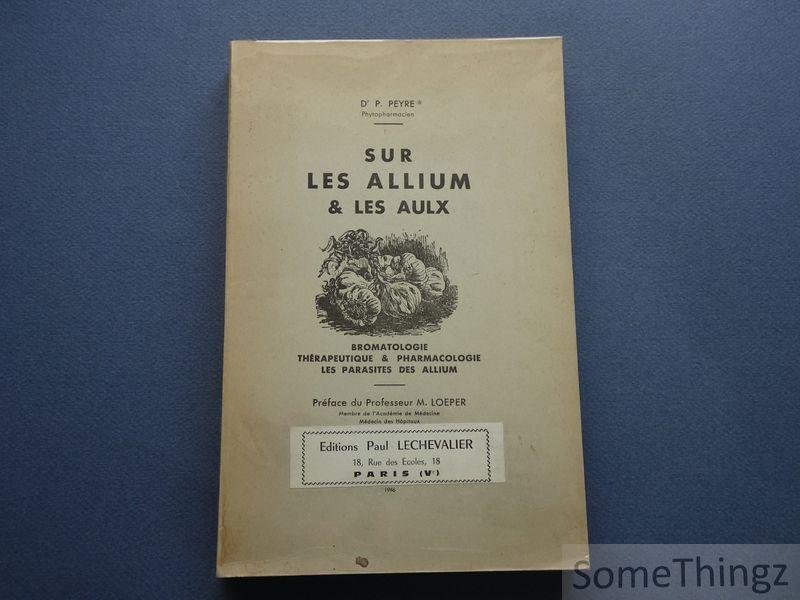 Dr P. PEYRE
Phytopharmacien
SUR
LES ALLIUM
& LES AULX
BROMATOLOGIE
THÉRAPEUTIQUE & PHARMACOLOGIE
LES PARASITES DES ALLIUM
Préface du Professeur M. LOEPER
Membre de l'Académie de Médecine
Médecin des Hôpitaux
Editions Paul LECHEVALIER
18, Rue des Ecoles, 18
PARIS (Ve)
1946
SomeThingz